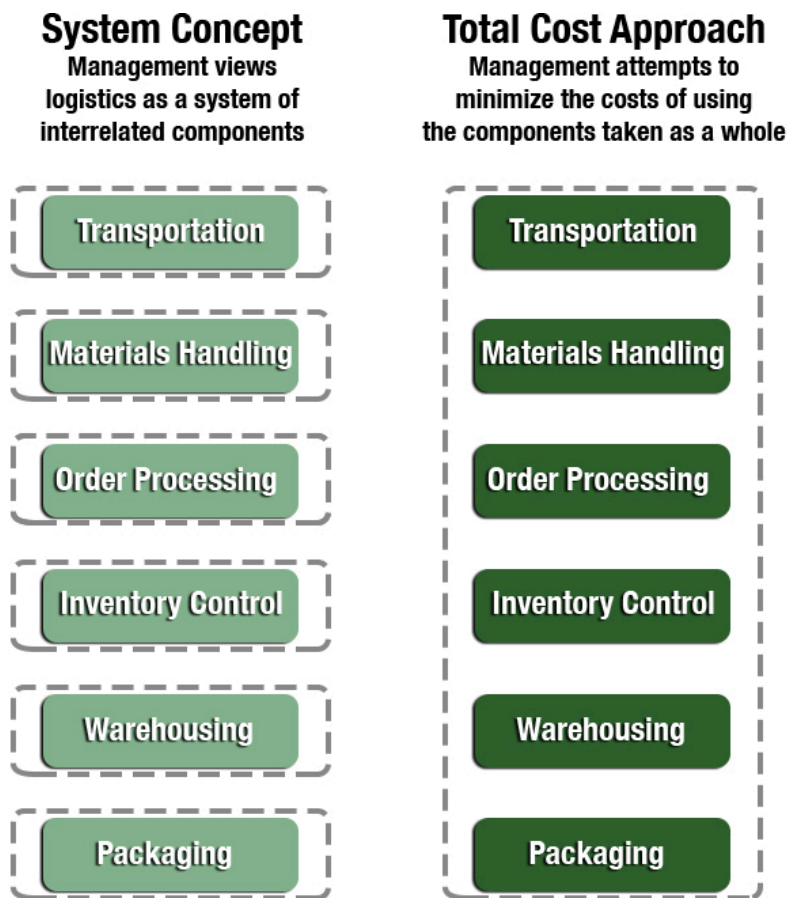 System Concept
Management views
logistics as a system of
interrelated components
Transportation
Materials Handling
Order Processing
Inventory Control
Warehousing
Packaging
Total Cost Approach
Management attempts to
minimize the costs of using
the components taken as a whole
Transportation
Materials Handling
Order Processing
Inventory Control
Warehousing
Packaging